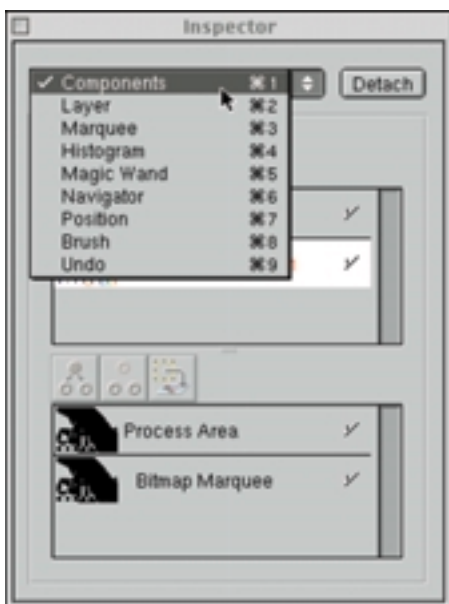 Inspector
✓ Components ⌘1
Detach
Layer ⌘2
Marquee ⌘3
Histogram ⌘4
Magic Wand ⌘5
Navigator ⌘6
Position ⌘7
Brush ⌘8
Undo ⌘9
Process Area
Bitmap Marquee